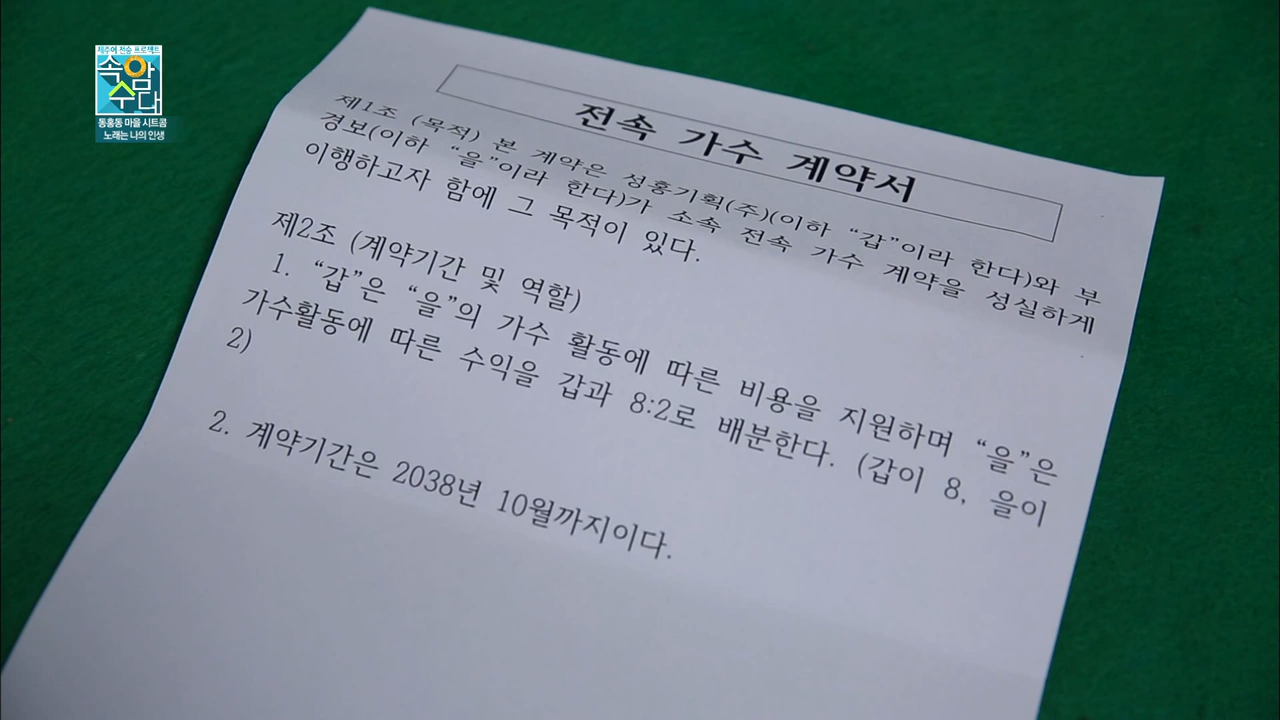 제주어 전승 프로젝트
속암
수다
동홍동 마을 시트콤
노래는 나의 인생
전속 가수 계약서
제1조 (목적) 본 계약은 성홍기획(주)(이하 “갑”이라 한다)와 부
경보(이하 “을”이라 한다)가 소속 전속 가수 계약을 성실하게
이행하고자 함에 그 목적이 있다.
제2조 (계약기간 및 역할)
1. “갑”은 “을”의 가수 활동에 따른 비용을 지원하며 “을”은
가수활동에 따른 수익을 갑과 8:2로 배분한다. (갑이 8, 을이
2)
2. 계약기간은 2038년 10월까지이다.